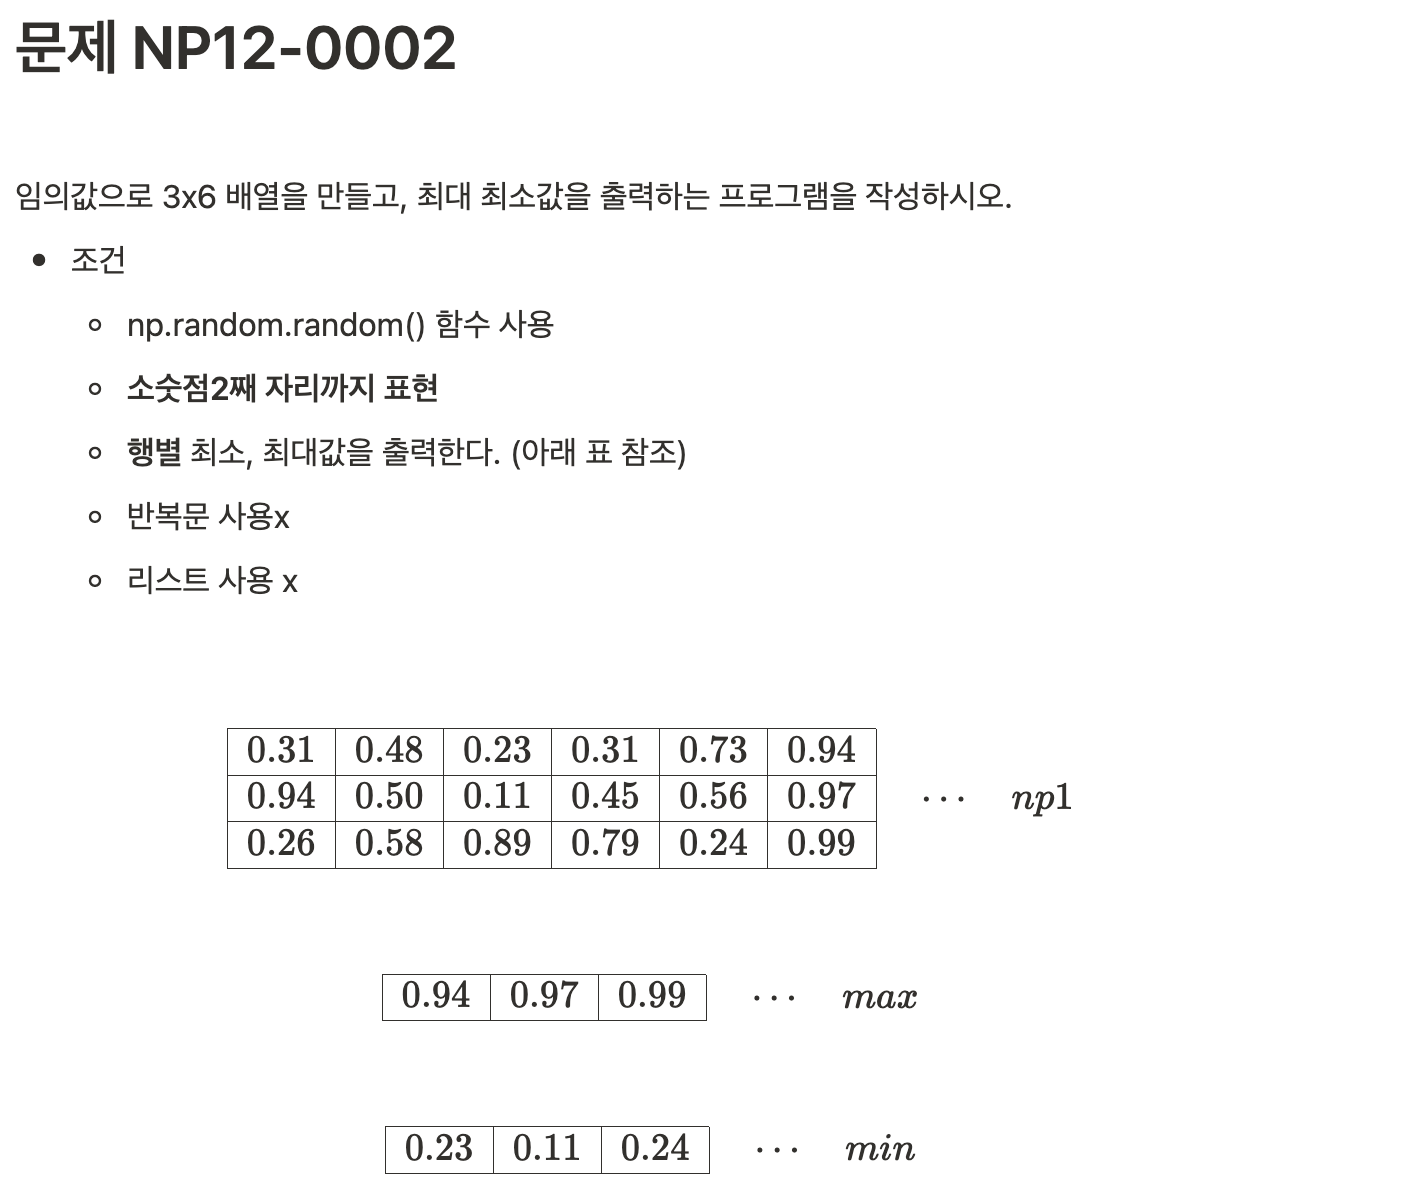 문제 NP12-0002
임의값으로 3x6 배열을 만들고, 최대 최소값을 출력하는 프로그램을 작성하시오.
• 조건
◦ np.random.random() 함수 사용
◦ 소숫점2째 자리까지 표현
◦ 행별 최소, 최대값을 출력한다. (아래 표 참조)
◦ 반복문 사용x
◦ 리스트 사용 x
0.31 0.48 0.23 0.31 0.73 0.94
0.94 0.50 0.11 0.45 0.56 0.97 ··· np1
0.26 0.58 0.89 0.79 0.24 0.99
0.94 0.97 0.99 ··· max
0.23 0.11 0.24 ··· min